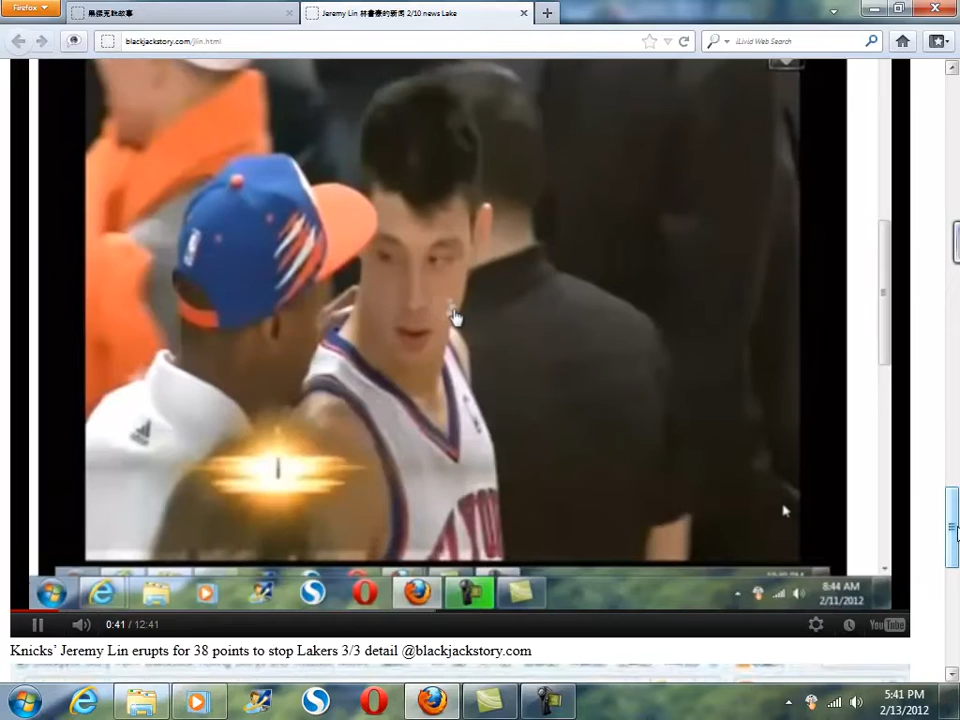 Firefox
黑傑克說故事
Jeremy Lin 林書豪的新聞 2/10 news Lake
blackjackstory.com/jlin.html
iLivid Web Search
8:44 AM
2/11/2012
0:41 / 12:41
YouTube
Knicks’ Jeremy Lin erupts for 38 points to stop Lakers 3/3 detail @blackjackstory.com
5:41 PM
2/13/2012